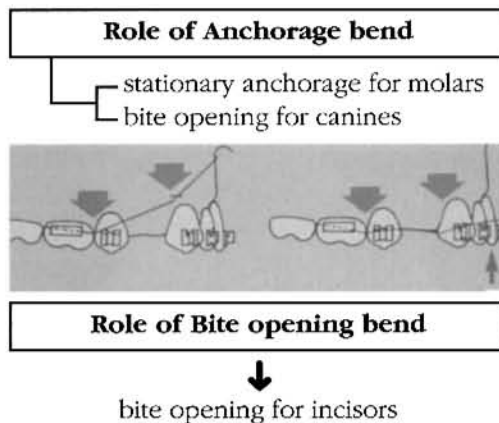 Role of Anchorage bend
stationary anchorage for molars
bite opening for canines
Role of Bite opening bend
bite opening for incisors